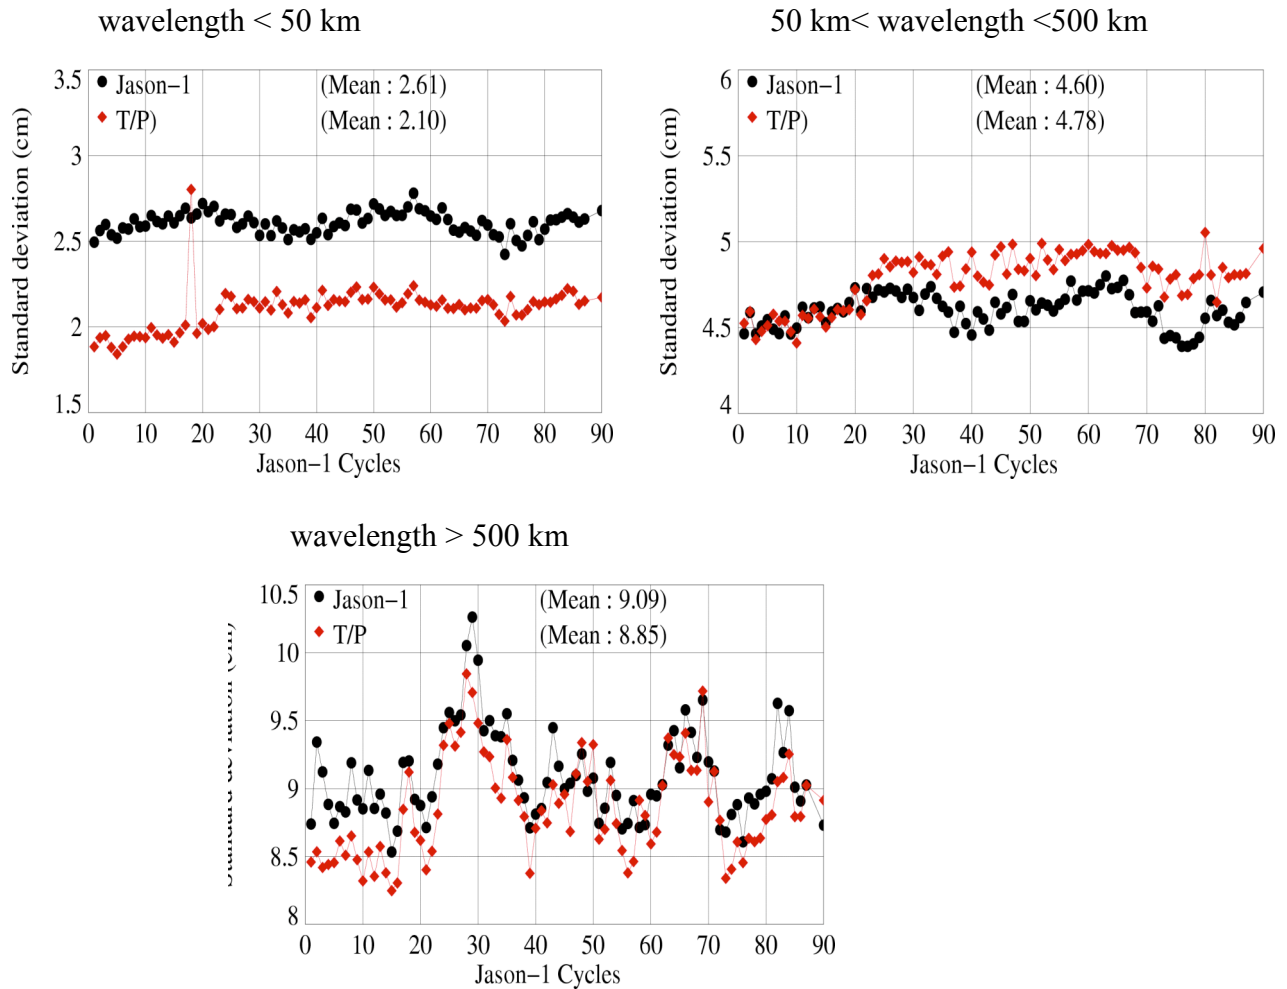 wavelength < 50 km
3.5
3
2.5
2
1.5
Standard deviation (cm)
Jason−1 (Mean : 2.61)
T/P) (Mean : 2.10)
0 10 20 30 40 50 60 70 80 90
Jason−1 Cycles
50 km< wavelength <500 km
6
5.5
5
4.5
4
Standard deviation (cm)
Jason−1 (Mean : 4.60)
T/P) (Mean : 4.78)
0 10 20 30 40 50 60 70 80 90
Jason−1 Cycles
wavelength > 500 km
10.5
10
9.5
9
8.5
8
Standard deviation (cm)
Jason−1 (Mean : 9.09)
T/P (Mean : 8.85)
0 10 20 30 40 50 60 70 80 90
Jason−1 Cycles